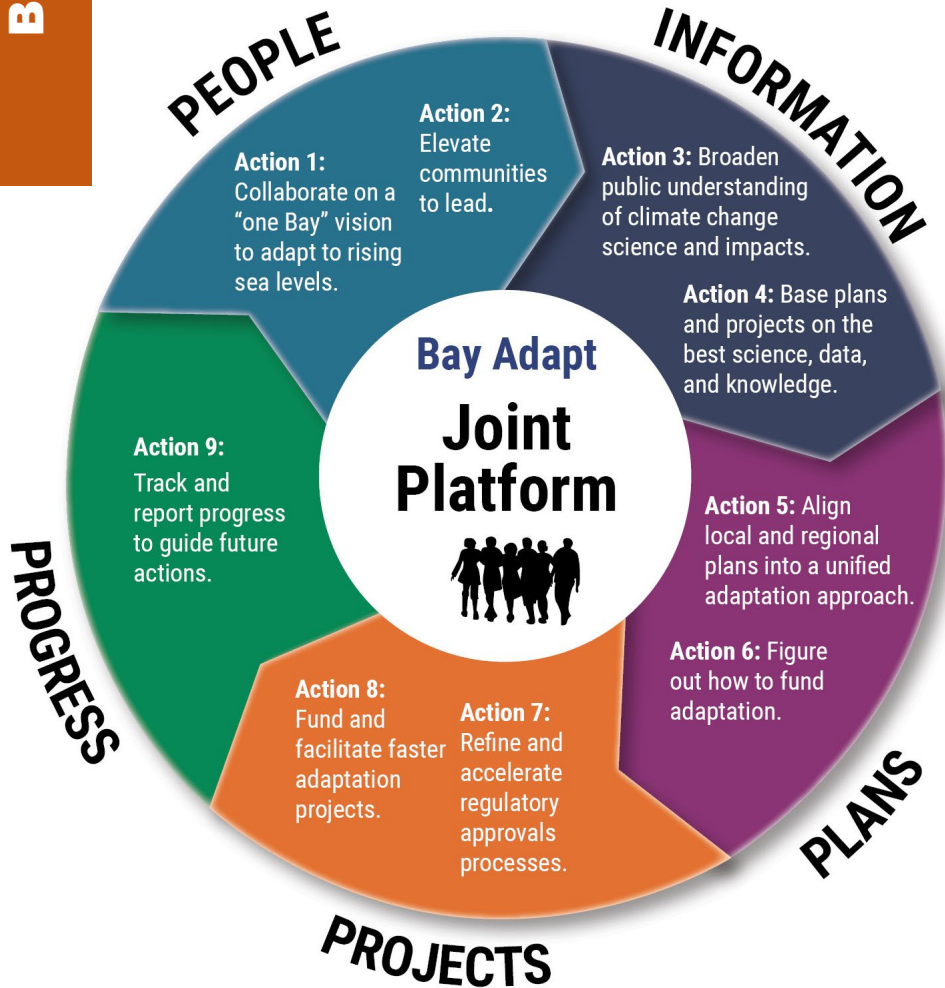 B
PEOPLE
Action 1:
Collaborate on a
“one Bay” vision
to adapt to rising
sea levels.
Action 2:
Elevate
communities
to lead.
INFORMATION
Action 3: Broaden
public understanding
of climate change
science and impacts.
Action 4: Base plans
and projects on the
best science, data,
and knowledge.
Bay Adapt
Joint
Platform
Action 5: Align
local and regional
plans into a unified
adaptation approach.
Action 6: Figure
out how to fund
adaptation.
PLANS
Action 7:
Refine and
accelerate
regulatory
approvals
processes.
Action 8:
Fund and
facilitate faster
adaptation
projects.
PROJECTS
Action 9:
Track and
report progress
to guide future
actions.
PROGRESS